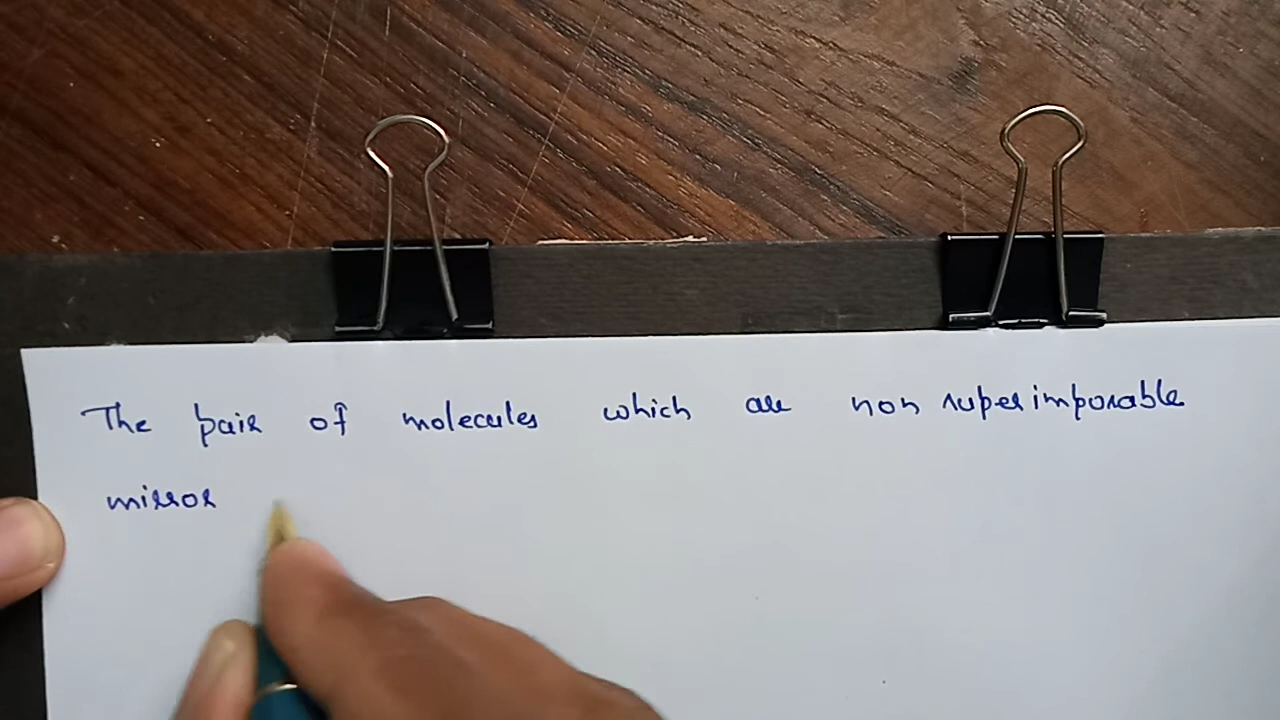 The pair of molecules which are non superimposable
mirror